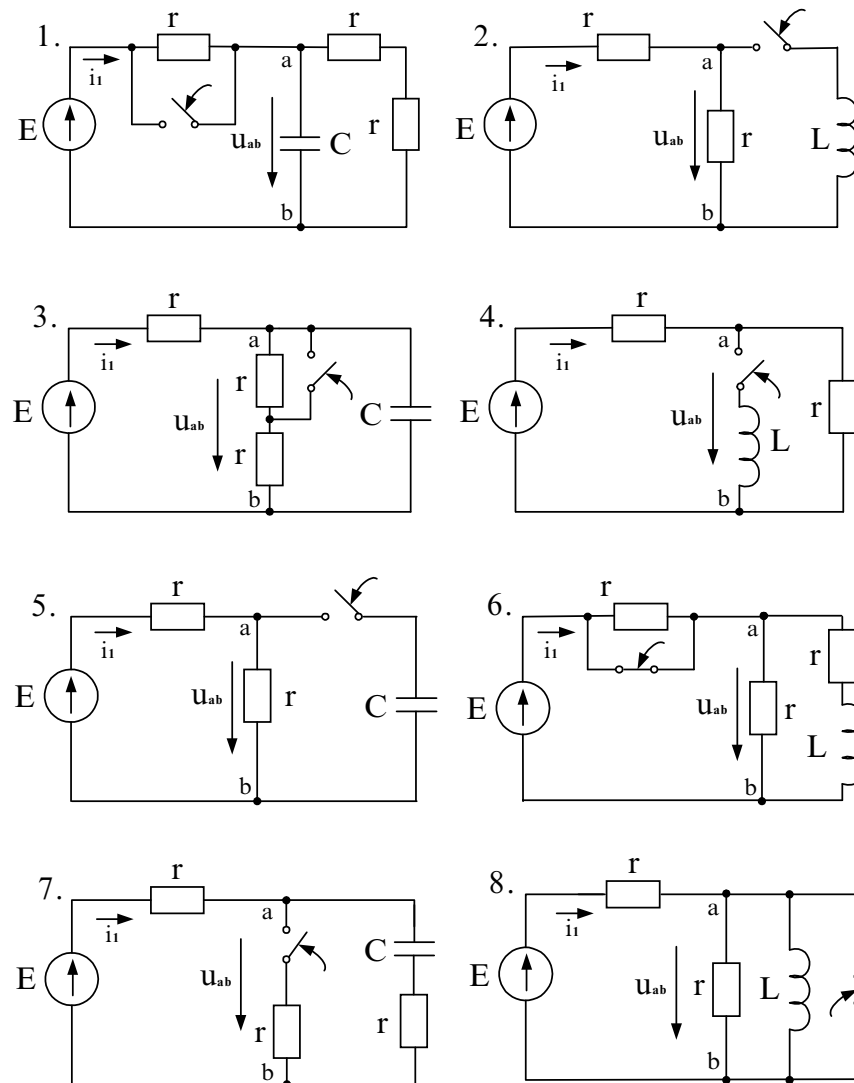 1. r r
a
i1
E uab C r
b
2. r
a
i1
E uab r L
b
3. r
a
i1
r
E uab C
r
b
4. r
a
i1
E uab L r
b
5. r
a
i1
E uab r C
b
6. r
a
i1
r
E uab r
L
b
7. r
a
i1
C
E uab
r r
b
8. r
a
i1
E uab r L
b